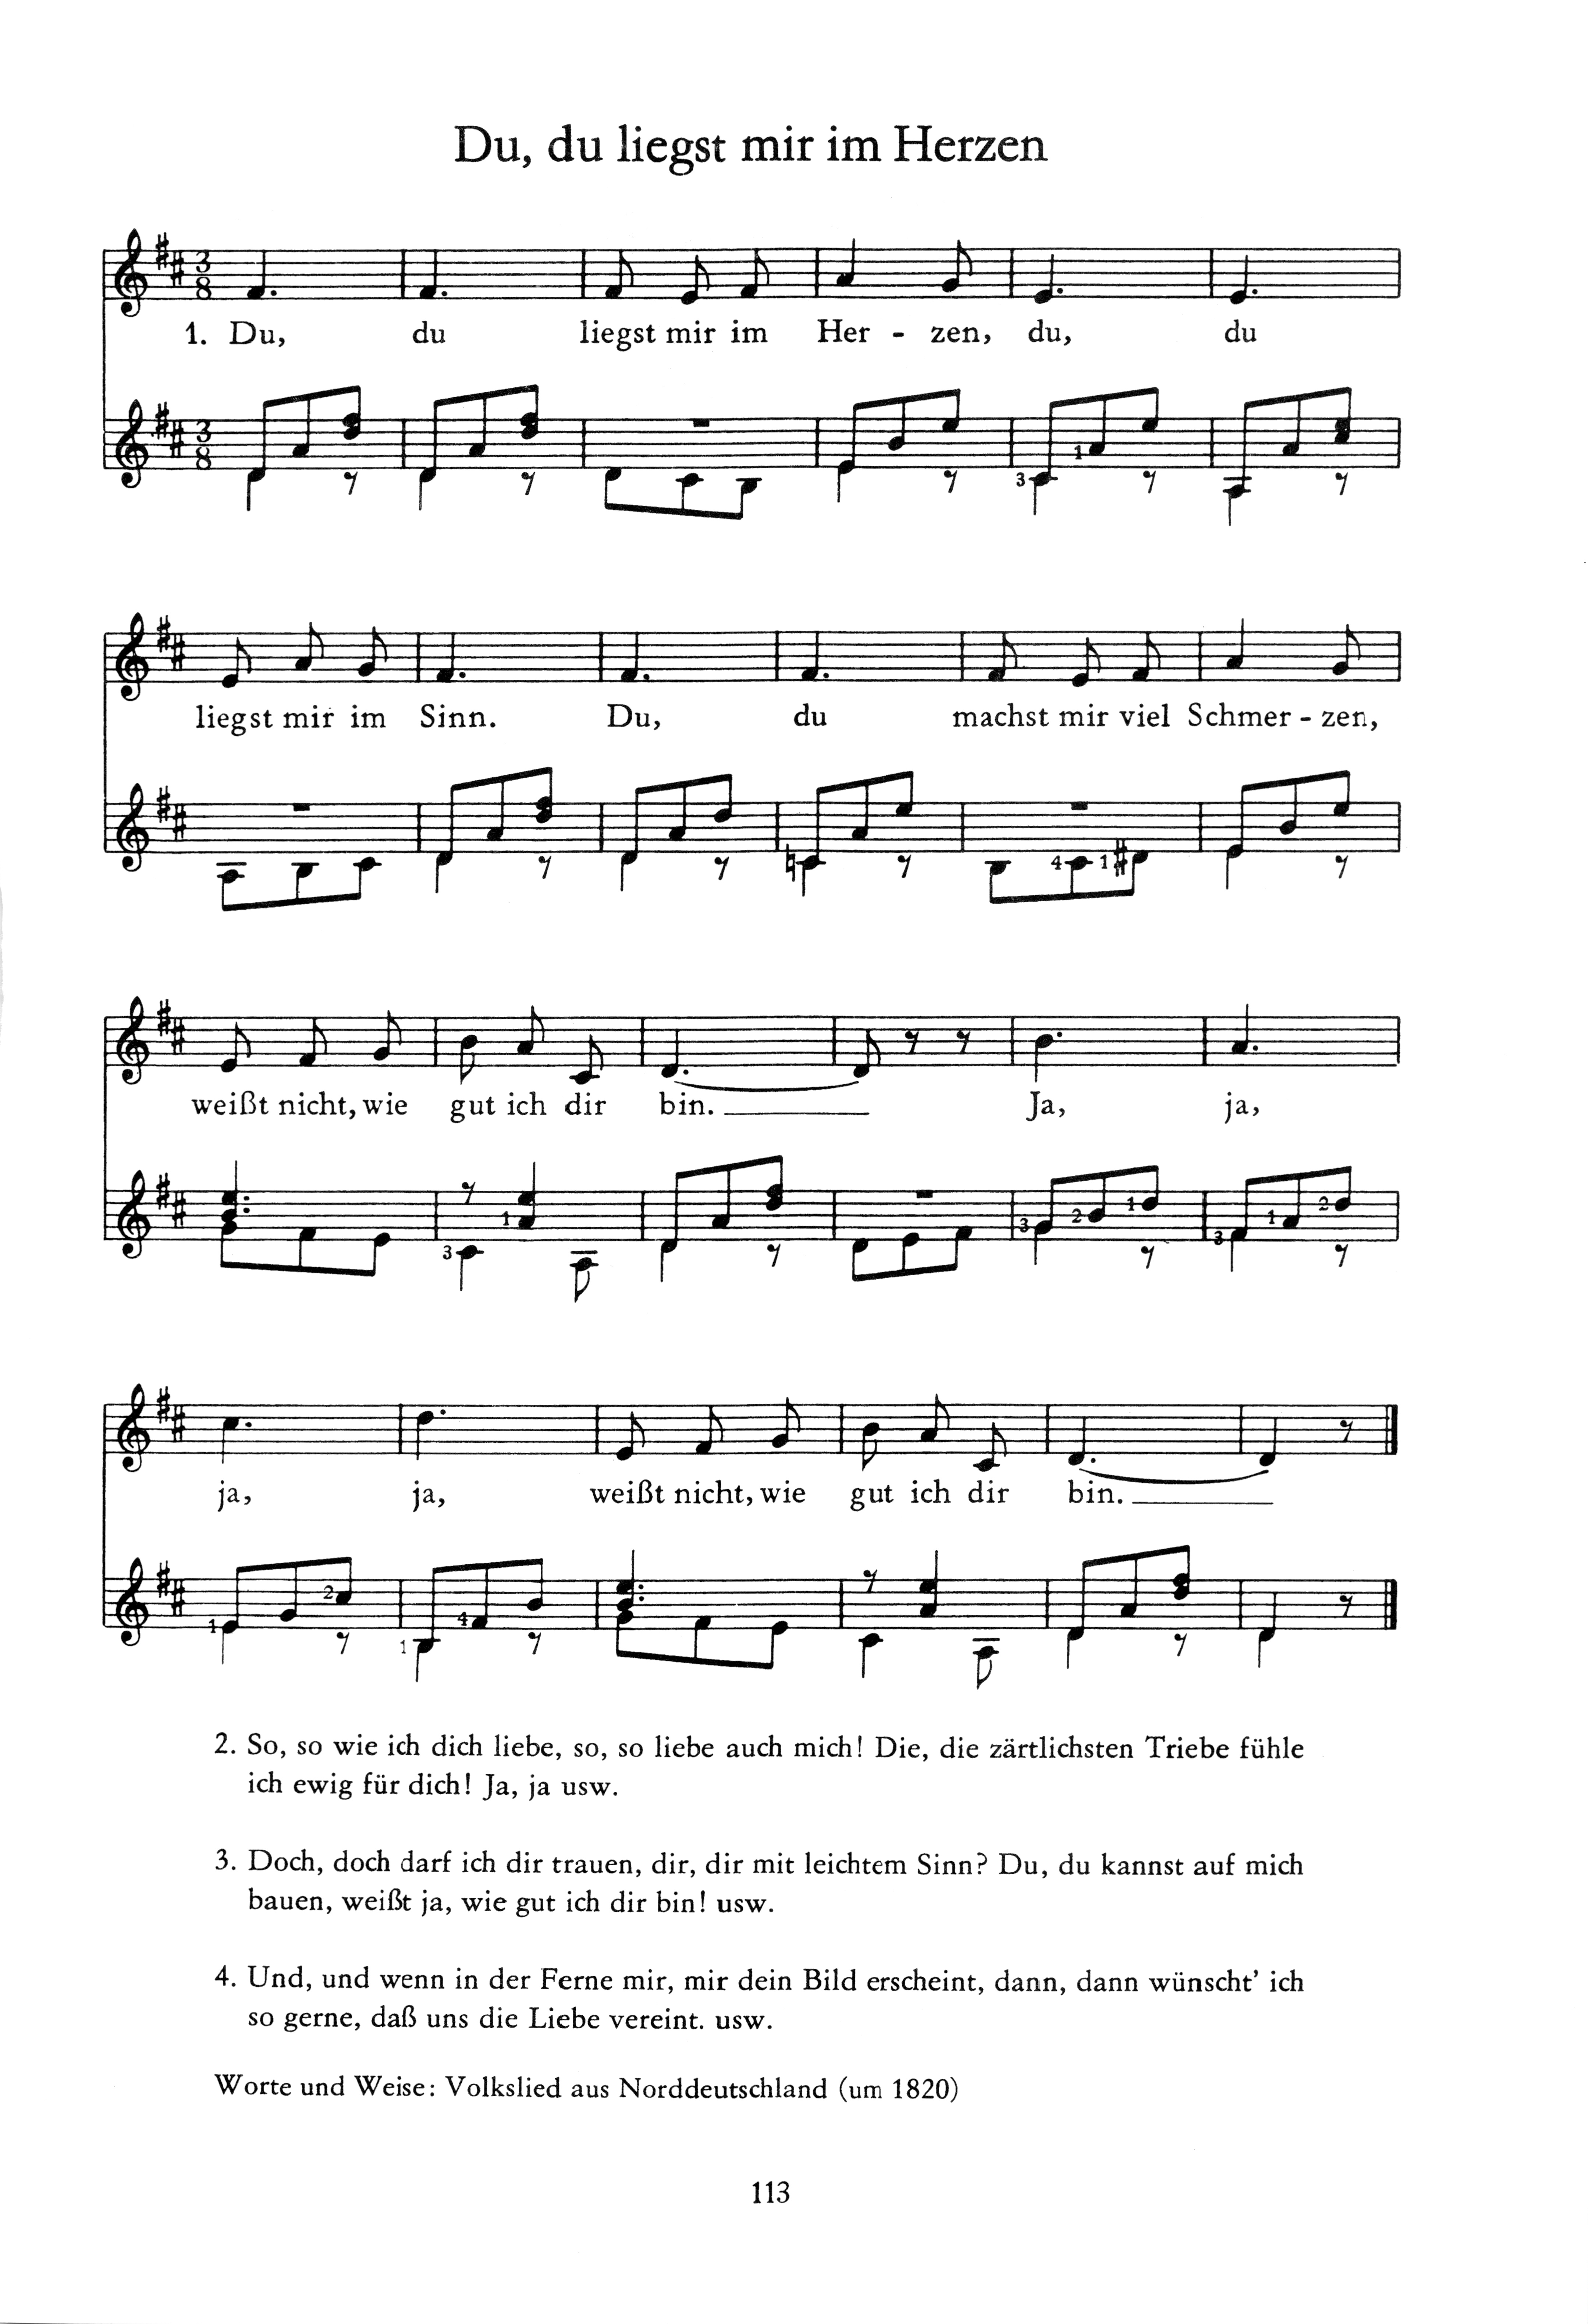 Du, du liegst mir im Herzen
1. Du, du liegst mir im Her - zen, du, du
liegst mir im Sinn. Du, du machst mir viel Schmer - zen,
weißt nicht, wie gut ich dir bin. Ja, ja,
ja, ja, weißt nicht, wie gut ich dir bin.
2. So, so wie ich dich liebe, so, so liebe auch mich! Die, die zärtlichsten Triebe fühle
ich ewig für dich! Ja, ja usw.
3. Doch, doch darf ich dir trauen, dir, dir mit leichtem Sinn? Du, du kannst auf mich
bauen, weißt ja, wie gut ich dir bin! usw.
4. Und, und wenn in der Ferne mir, mir dein Bild erscheint, dann, dann wünscht’ ich
so gerne, daß uns die Liebe vereint. usw.
Worte und Weise: Volkslied aus Norddeutschland (um 1820)
113